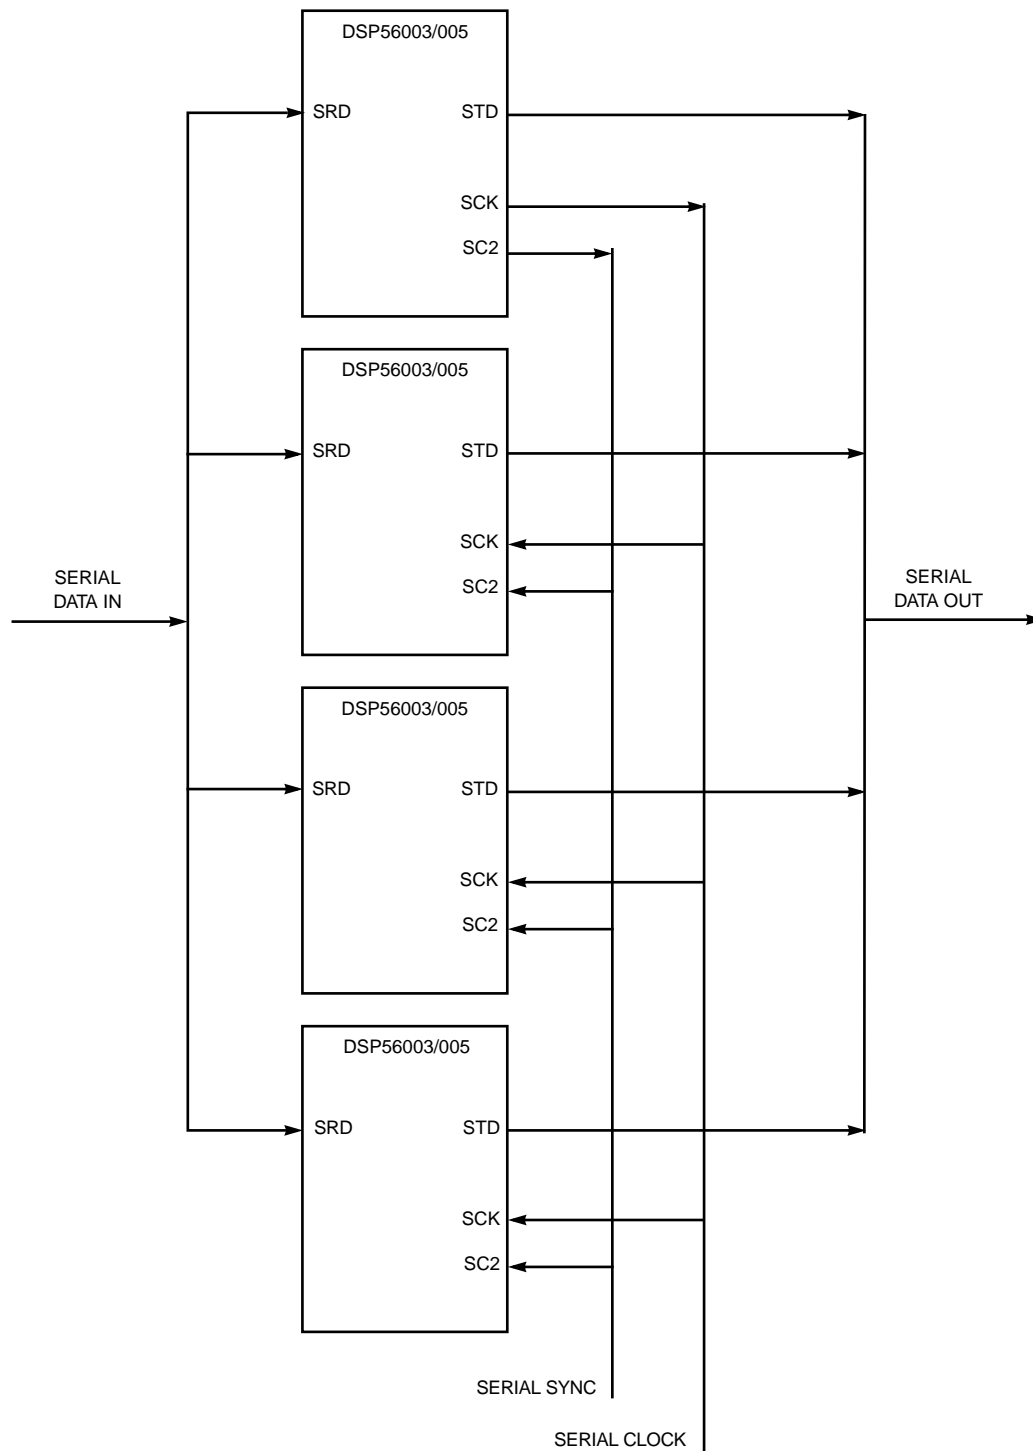 DSP56003/005
SRD STD
SCK
SC2
DSP56003/005
SRD STD
SCK
SC2
SERIAL
DATA IN
SERIAL
DATA OUT
DSP56003/005
SRD STD
SCK
SC2
DSP56003/005
SRD STD
SCK
SC2
SERIAL SYNC
SERIAL CLOCK